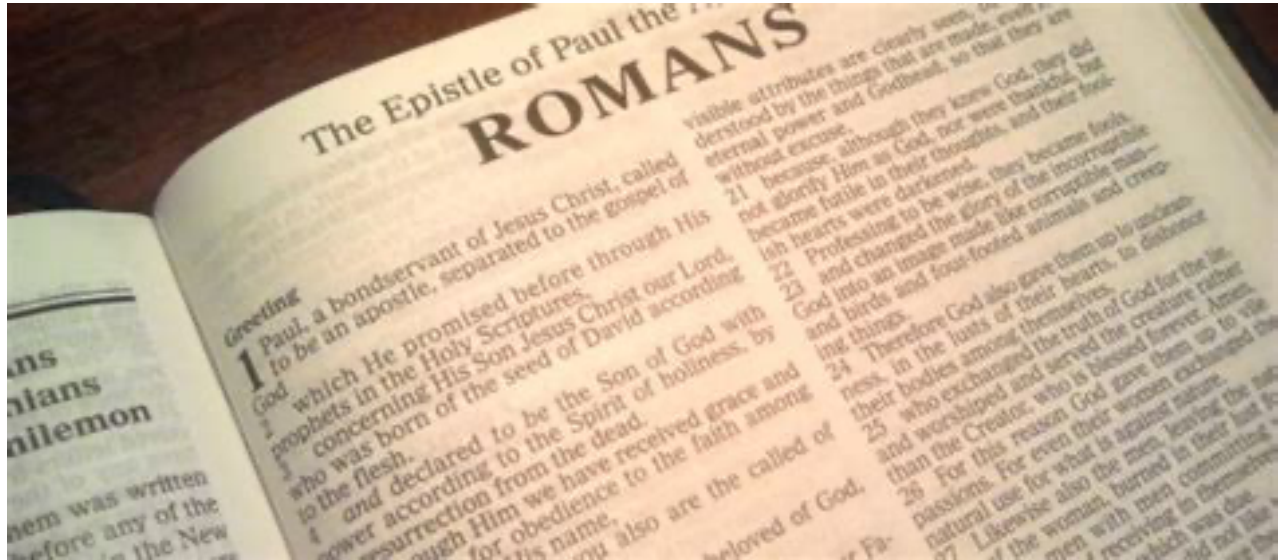 The Epistle of Paul the
ROMANS
ans
nians
nilemon
hem was written
before any of the
in the New
Greeting
1 Paul, a bondservant of Jesus Christ, called
to be an apostle, separated to the gospel of
God
2 which He promised before through His
prophets in the Holy Scriptures,
3 concerning His Son Jesus Christ our Lord,
who was born of the seed of David according
to the flesh,
4 and declared to be the Son of God with
power according to the Spirit of holiness, by
resurrection from the dead.
ough Him we have received grace and
for obedience to the faith among
is name,
ou also are the called of
beloved of God,
Fa-
visible attributes are clearly seen,
derstood by the things that are made, even
eternal power and Godhead, so that they are
without excuse,
21 because, although they knew God, they did
not glorify Him as God, nor were thankful, but
became futile in their thoughts, and their fool-
ish hearts were darkened.
22 Professing to be wise, they became fools,
23 and changed the glory of the incorruptible
God into an image made like corruptible man—
and birds and four-footed animals and creep-
ing things.
24 Therefore God also gave them up to unclean-
ness, in the lusts of their hearts, to dishonor
their bodies among themselves,
25 who exchanged the truth of God for the lie,
and worshiped and served the creature rather
than the Creator, who is blessed forever. Amen.
26 For this reason God gave them up to vile
passions. For even their women exchanged the
natural use for what is against nature.
27 Likewise also the men, leaving the nat-
of the woman, burned in their lust
with men committing
receiving in themselves
which was due.